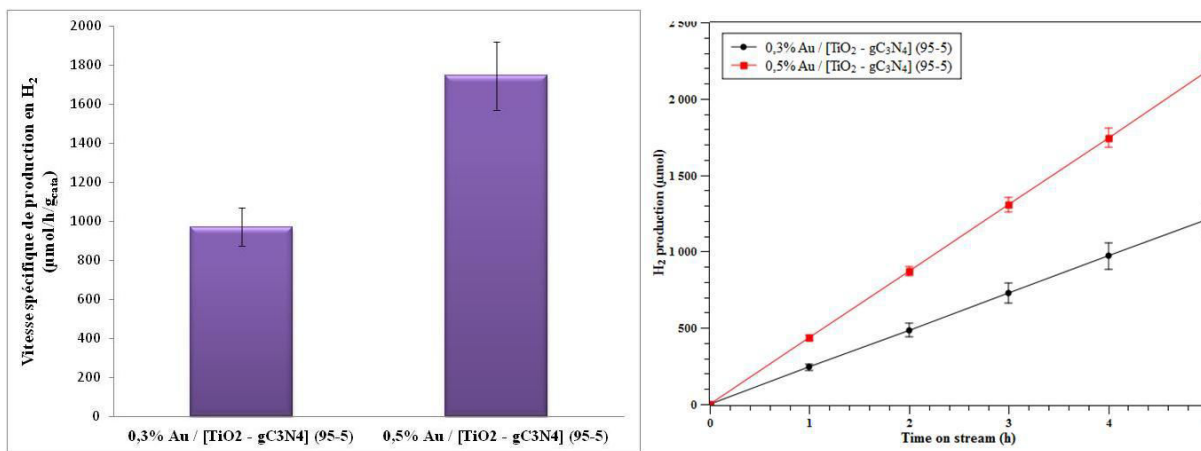 Vitesse spécifique de production en H2
(µmol/h/gcata)
2000
1800
1600
1400
1200
1000
800
600
400
200
0
0,3% Au / [TiO2 - gC3N4] (95-5)
0,5% Au / [TiO2 - gC3N4] (95-5)
H2 production (µmol)
2 500
2 000
1 500
1 000
500
0
0,3% Au / [TiO2 - gC3N4] (95-5)
0,5% Au / [TiO2 - gC3N4] (95-5)
0
1
2
3
4
Time on stream (h)